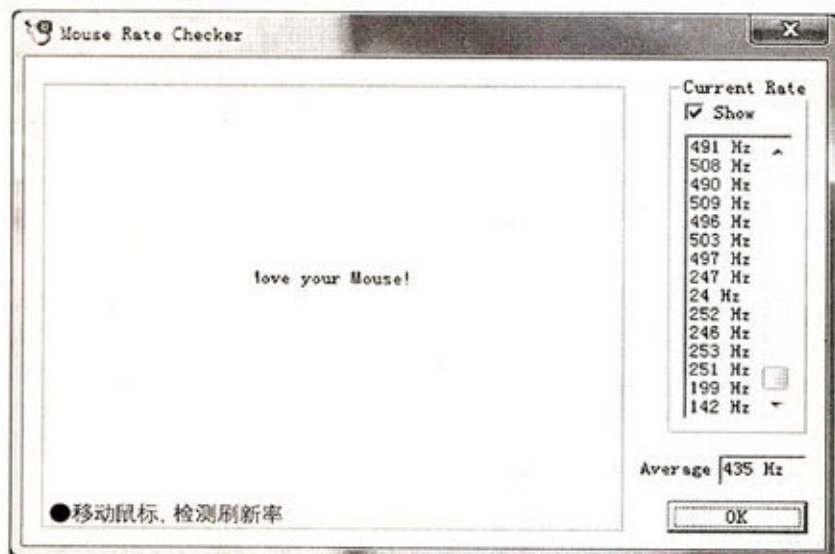 Mouse Rate Checker
Move your Mouse!
Current Rate
Show
491 Hz
508 Hz
490 Hz
509 Hz
496 Hz
503 Hz
497 Hz
247 Hz
24 Hz
252 Hz
246 Hz
253 Hz
251 Hz
199 Hz
142 Hz
Average 435 Hz
OK
●移动鼠标, 检测刷新率